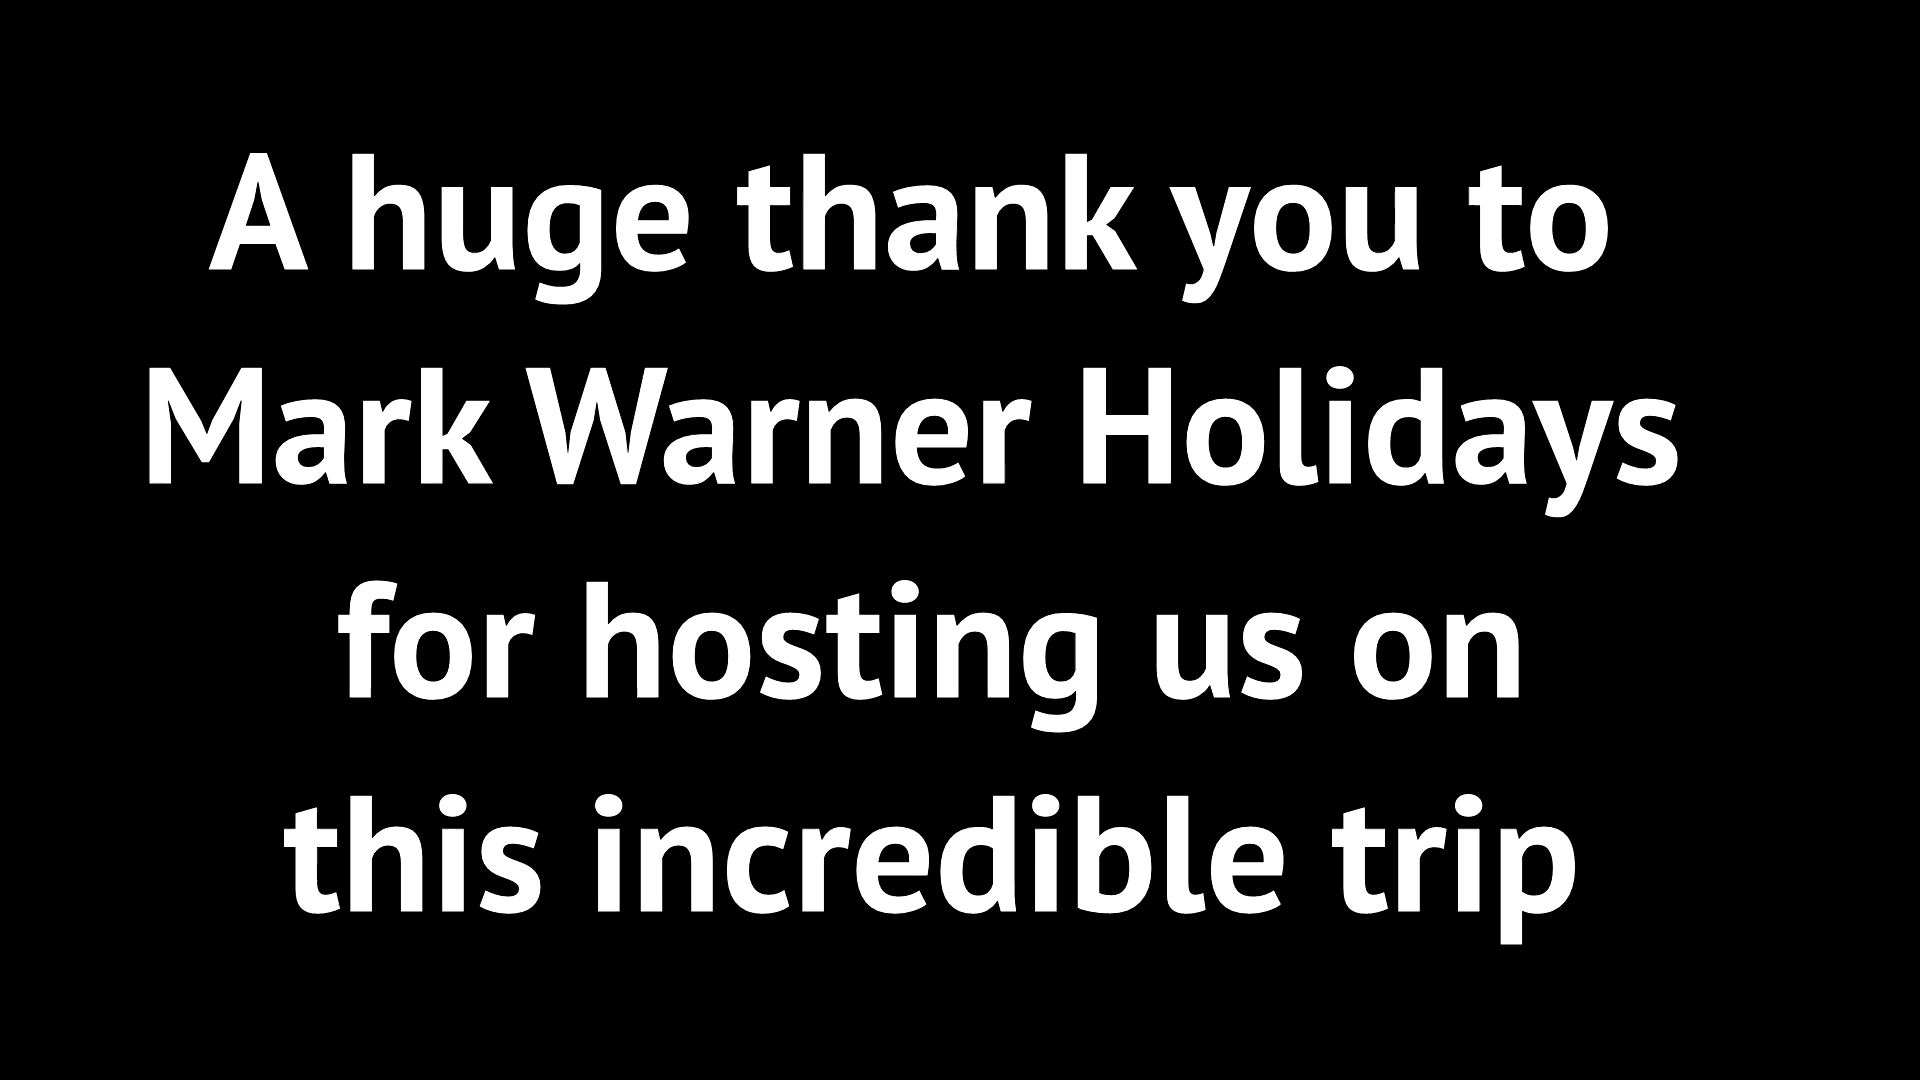 A huge thank you to
Mark Warner Holidays
for hosting us on
this incredible trip